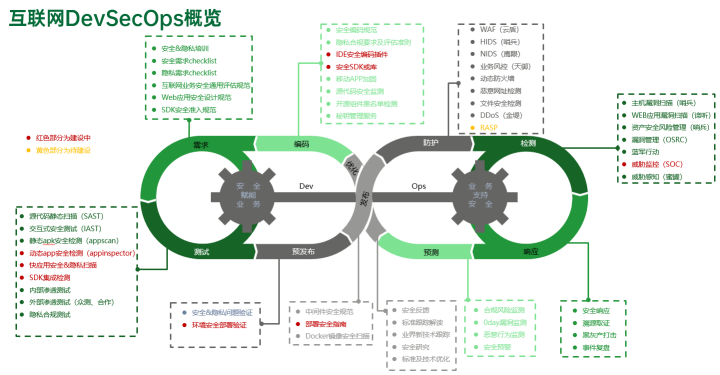 互联网DevSecOps概览
安全&隐私培训
安全需求checklist
隐私需求checklist
互联网业务安全通用评估规范
Web应用安全设计规范
SDK安全准入规范
安全编码规范
隐私合规要求及评估准则
IDE安全编码插件
安全SDK或库
移动APP加固
源代码安全监测
开源组件黑名单检测
秘钥管理服务
WAF（云盾）
HIDS（哨兵）
NIDS（鹰眼）
业务风控（天御）
动态防火墙
恶意网址检测
文件安全检测
DDoS（金堤）
RASP
主机漏洞扫描（哨兵）
WEB应用漏洞扫描（谛听）
资产安全风险管理（哨兵）
漏洞管理（OSRC）
蓝军行动
威胁监控（SOC）
威胁感知（蜜罐）
红色部分为建设中
黄色部分为待建设
需求
编码
优化
防护
检测
安全
赋能
业务
Dev
发布
Ops
业务
支持
安全
测试
预发布
预测
响应
源代码静态扫描（SAST）
交互式安全测试（IAST）
静态apk安全检测（appscan）
动态app安全检测（appinspector）
快应用安全&隐私扫描
SDK集成检测
内部渗透测试
外部渗透测试（众测、合作）
隐私合规测试
安全&隐私问题验证
环境安全部署验证
中间件安全规范
部署安全指南
Docker镜像安全扫描
安全反馈
标准跟踪解读
业界新技术跟踪
安全研究
标准及技术优化
合规风险监测
0day漏洞监测
恶意行为监测
安全预警
安全响应
溯源取证
黑灰产打击
事件复盘